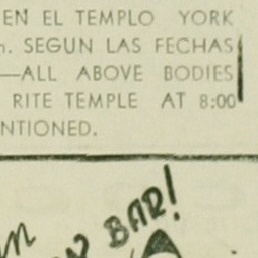 EN EL TEMPLO YORK
. SEGUN LAS FECHAS
—ALL ABOVE BODIES
RITE TEMPLE AT 8:00
NTIONED.
BAR!